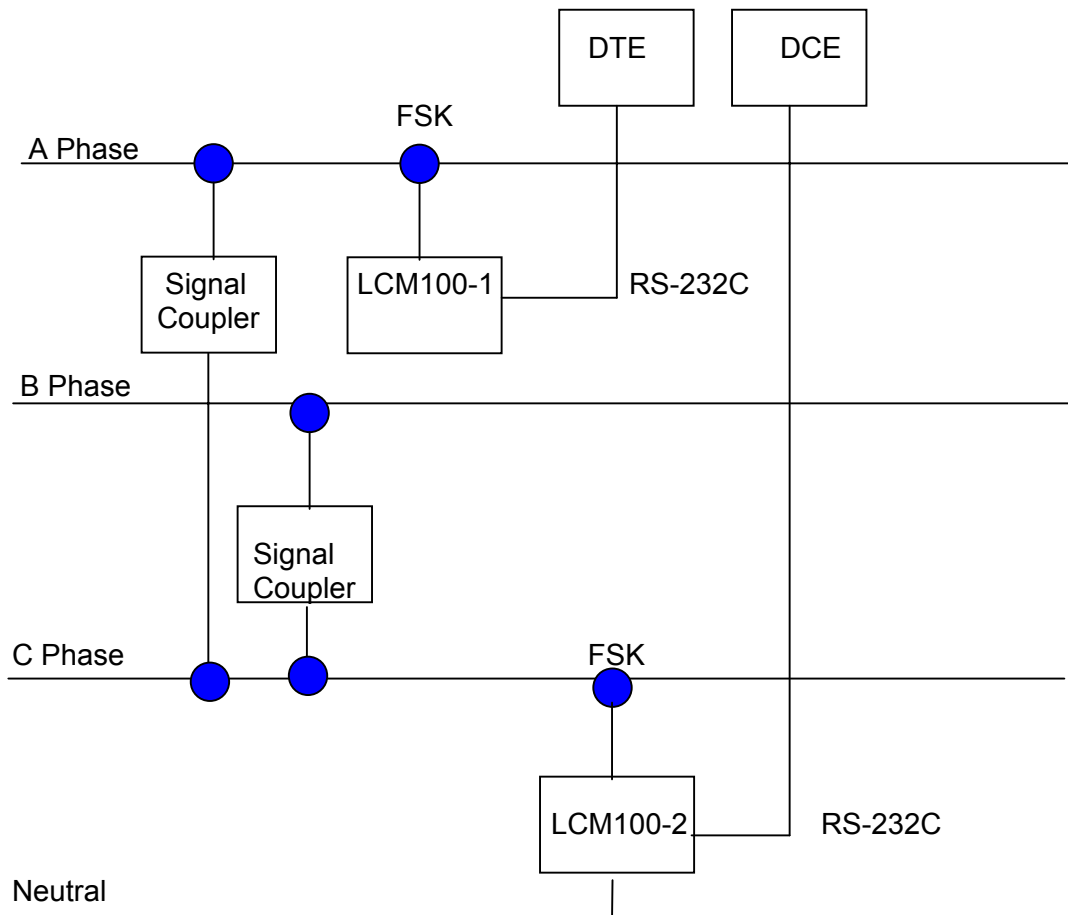 DTE
DCE
FSK
A Phase
Signal
Coupler
LCM100-1
RS-232C
B Phase
Signal
Coupler
C Phase
FSK
LCM100-2
RS-232C
Neutral